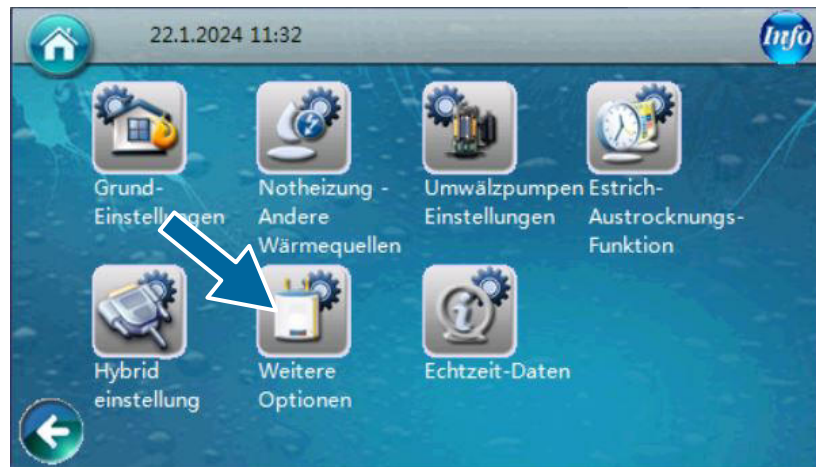 22.1.2024 11:32
Info
Grund-
Einstellungen
Notheizung -
Andere
Wärmequellen
Umwälzpumpen
Einstellungen
Estrich-
Austrocknungs-
Funktion
Hybrid
einstellung
Weitere
Optionen
Echtzeit-Daten